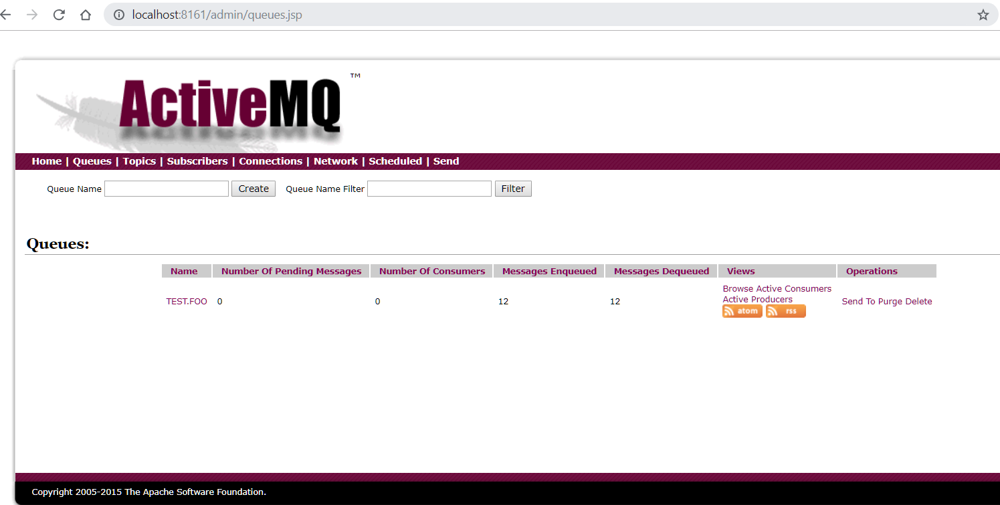 localhost:8161/admin/queues.jsp
ActiveMQ ™
Home | Queues | Topics | Subscribers | Connections | Network | Scheduled | Send
Queue Name Create Queue Name Filter Filter
Queues:
Name Number Of Pending Messages Number Of Consumers Messages Enqueued Messages Dequeued Views Operations
TEST.FOO 0 0 12 12 Browse Active Consumers
Active Producers
atom rss
Send To Purge Delete
Copyright 2005-2015 The Apache Software Foundation.